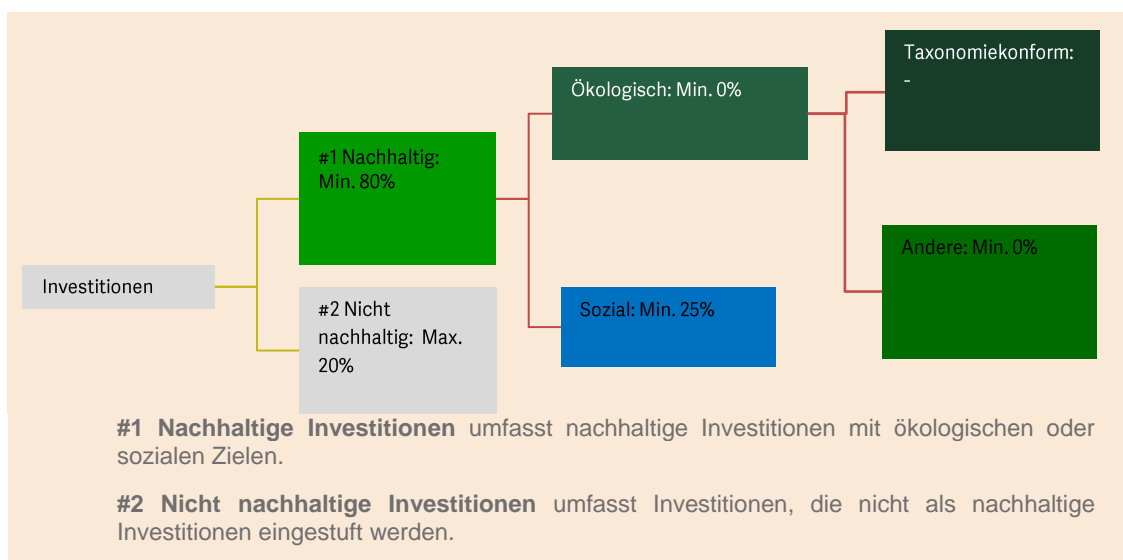 Investitionen
#1 Nachhaltig:
Min. 80%
#2 Nicht
nachhaltig: Max.
20%
Ökologisch: Min. 0%
Sozial: Min. 25%
Taxonomiekonform:
-
Andere: Min. 0%
#1 Nachhaltige Investitionen umfasst nachhaltige Investitionen mit ökologischen oder
sozialen Zielen.
#2 Nicht nachhaltige Investitionen umfasst Investitionen, die nicht als nachhaltige
Investitionen eingestuft werden.